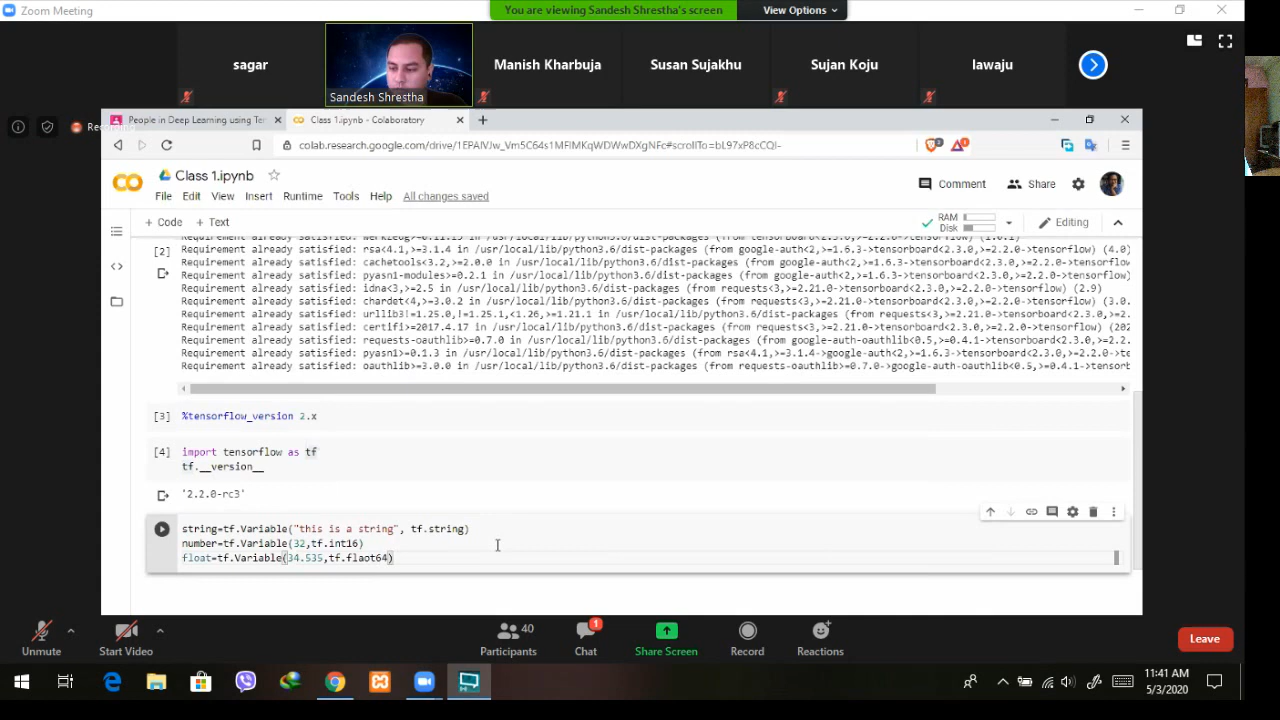 Zoom Meeting
You are viewing Sandesh Shrestha's screen
View Options
sagar
Sandesh Shrestha
Manish Kharbuja
Susan Sujakhu
Sujan Koju
lawaju
Recording
People in Deep Learning using Ten
Class 1.ipynb - Colaboratory
colab.research.google.com/drive/1EPAIVJw_Vm5C64s1MFIMKqWDWwDXgNFc#scrollTo=bL97xP8cCQI-
Class 1.ipynb
Comment
Share
File Edit View Insert Runtime Tools Help All changes saved
+ Code + Text
RAM
Disk
Editing
[2]
Requirement already satisfied: rsa<4.1,>=3.1.4 in /usr/local/lib/python3.6/dist-packages (from google-auth<2,>=1.6.3->tensorboard<2.3.0,>=2.2.0->tensorflow) (4.0)
Requirement already satisfied: cachetools<3.2,>=2.0.0 in /usr/local/lib/python3.6/dist-packages (from google-auth<2,>=1.6.3->tensorboard<2.3.0,>=2.2.0->tensorflow)
Requirement already satisfied: pyasn1-modules>=0.2.1 in /usr/local/lib/python3.6/dist-packages (from google-auth<2,>=1.6.3->tensorboard<2.3.0,>=2.2.0->tensorflow)
Requirement already satisfied: idna<3,>=2.5 in /usr/local/lib/python3.6/dist-packages (from requests<3,>=2.21.0->tensorboard<2.3.0,>=2.2.0->tensorflow) (2.9)
Requirement already satisfied: chardet<4,>=3.0.2 in /usr/local/lib/python3.6/dist-packages (from requests<3,>=2.21.0->tensorboard<2.3.0,>=2.2.0->tensorflow) (3.0.
Requirement already satisfied: urllib3!=1.25.0,!=1.25.1,<1.26,>=1.21.1 in /usr/local/lib/python3.6/dist-packages (from requests<3,>=2.21.0->tensorboard<2.3.0,>=2.2.
Requirement already satisfied: certifi>=2017.4.17 in /usr/local/lib/python3.6/dist-packages (from requests<3,>=2.21.0->tensorboard<2.3.0,>=2.2.0->tensorflow) (202
Requirement already satisfied: requests-oauthlib>=0.7.0 in /usr/local/lib/python3.6/dist-packages (from google-auth-oauthlib<0.5,>=0.4.1->tensorboard<2.3.0,>=2.2.
Requirement already satisfied: pyasn1>=0.1.3 in /usr/local/lib/python3.6/dist-packages (from rsa<4.1,>=3.1.4->google-auth<2,>=1.6.3->tensorboard<2.3.0,>=2.2.0->te
Requirement already satisfied: oauthlib>=3.0.0 in /usr/local/lib/python3.6/dist-packages (from requests-oauthlib>=0.7.0->google-auth-oauthlib<0.5,>=0.4.1->tensorb
[3] %tensorflow_version 2.x
[4] import tensorflow as tf
tf.__version__
'2.2.0-rc3'
string=tf.Variable("this is a string", tf.string)
number=tf.Variable(32,tf.int16)
float=tf.Variable(34.535,tf.flaot64)
Unmute
Start Video
40
Participants
1
Chat
Share Screen
Record
Reactions
Leave
11:41 AM
5/3/2020